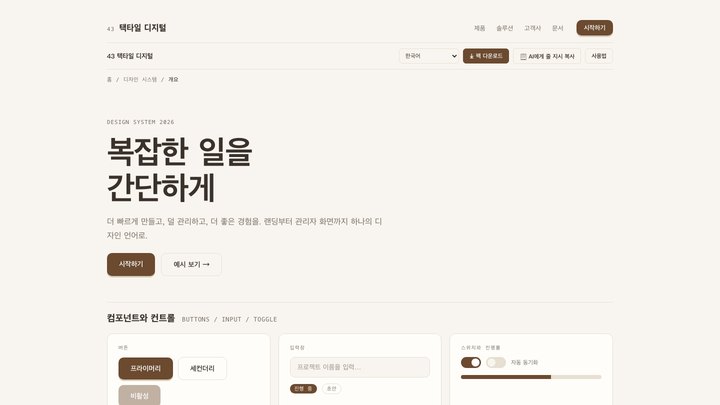 43 택타일 디지털
제품 솔루션 고객사 문서 시작하기
43 택타일 디지털
한국어 팩 다운로드 AI에게 줄 지시 복사 사용법
홈 / 디자인 시스템 / 개요
DESIGN SYSTEM 2026
복잡한 일을
간단하게
더 빠르게 만들고, 덜 관리하고, 더 좋은 경험을. 랜딩부터 관리자 화면까지 하나의 디
자인 언어로.
시작하기 예시 보기 →
컴포넌트와 컨트롤 BUTTONS / INPUT / TOGGLE
버튼 입력창 스위치와 진행률
프라이머리 세컨더리 프로젝트 이름을 입력... 자동 동기화
진행 중 초안
비활성